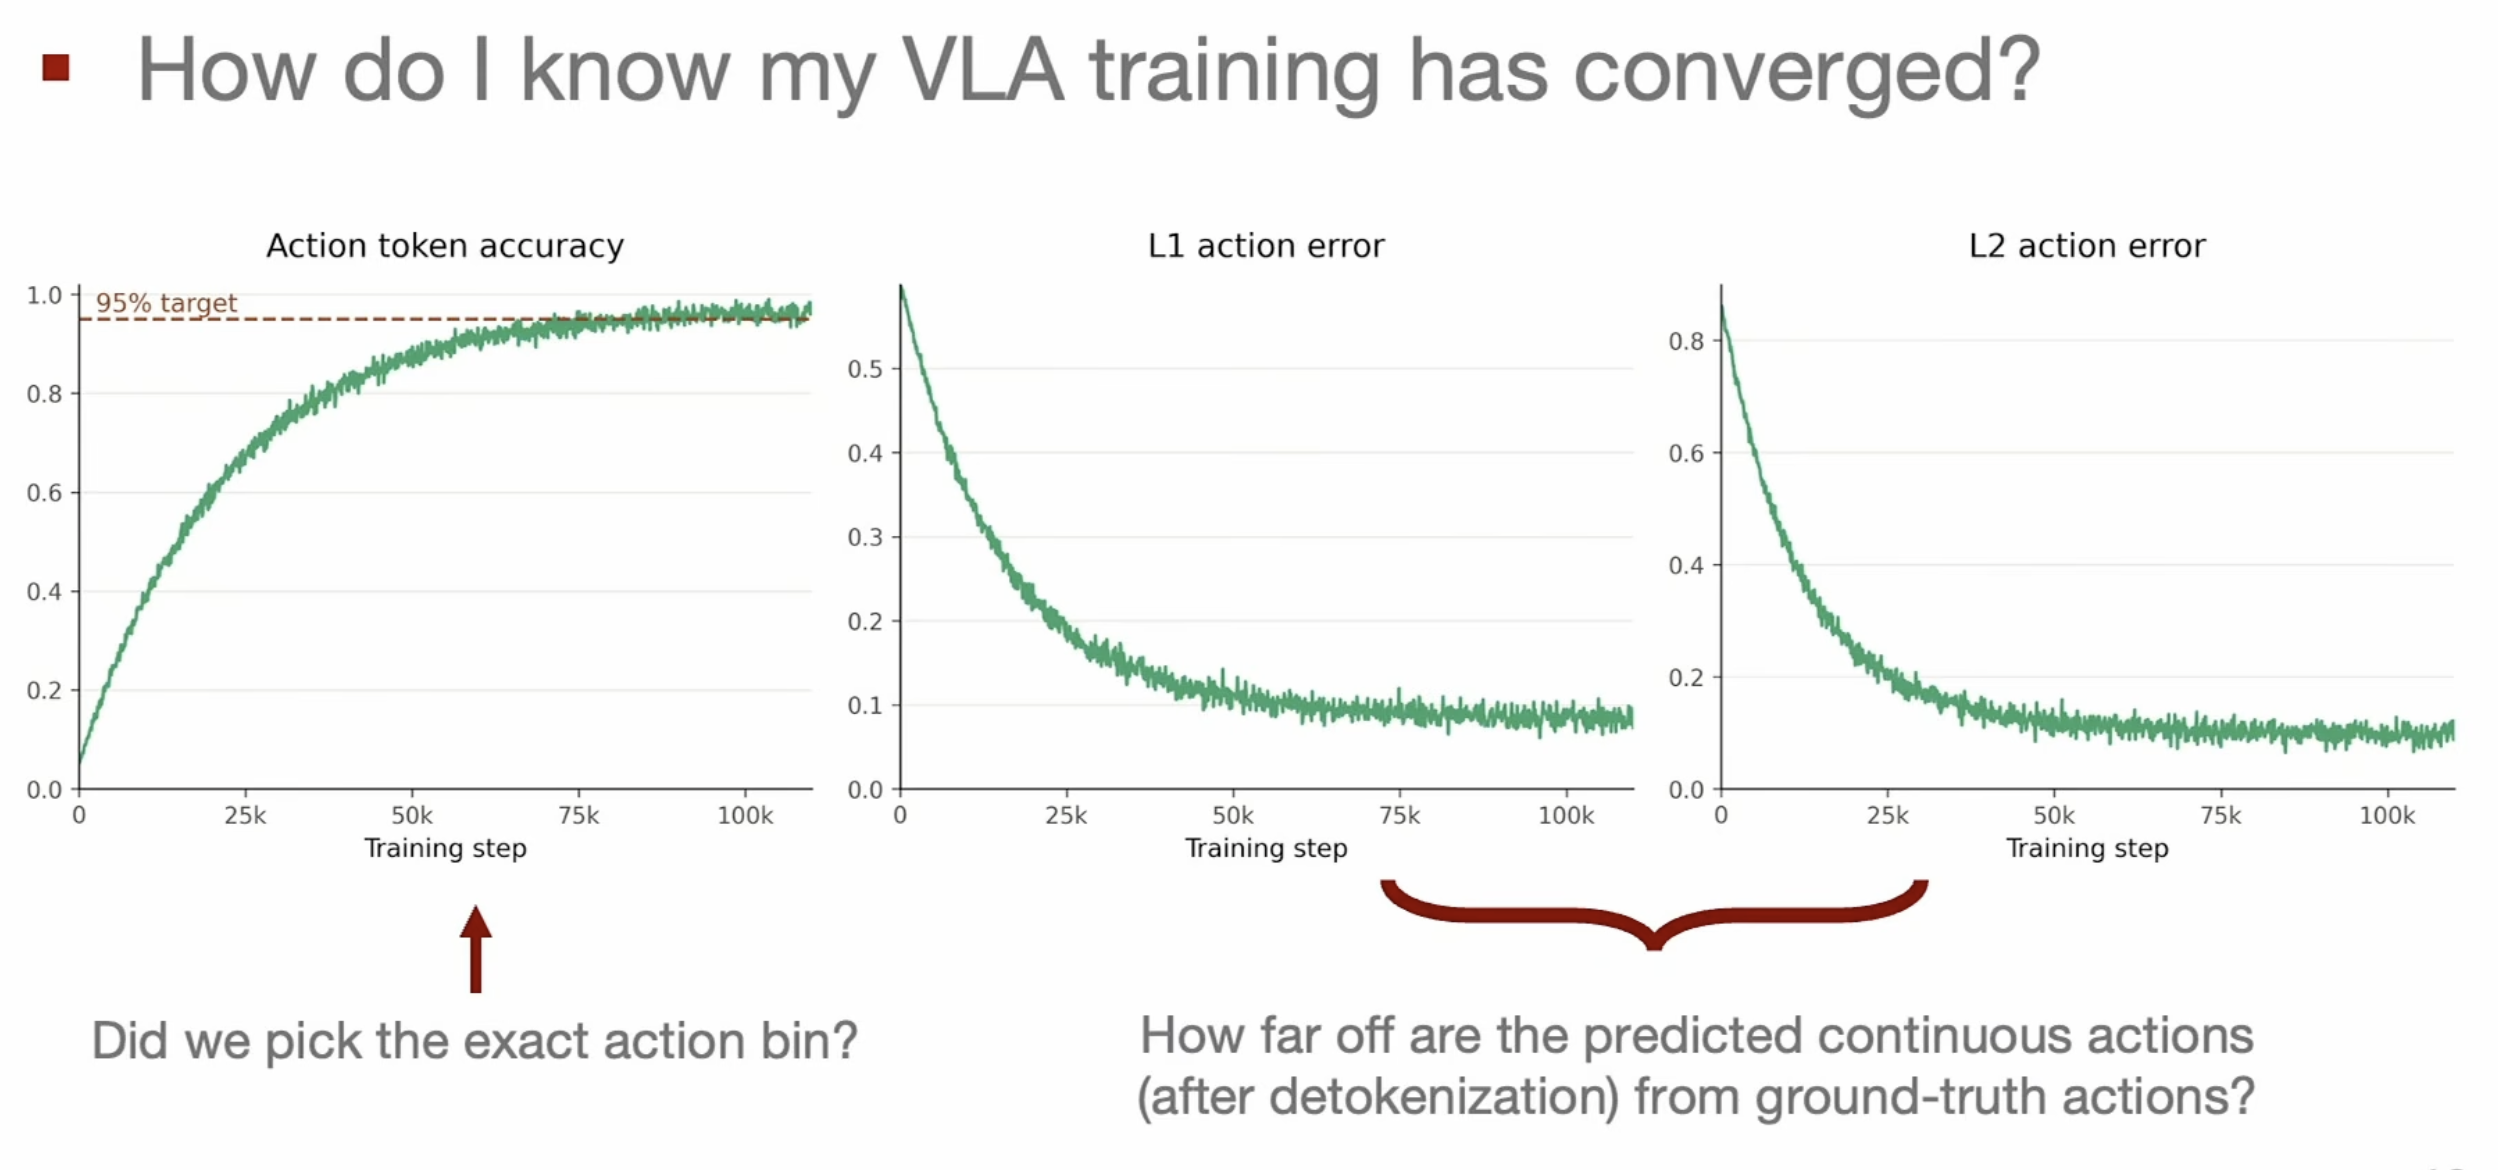 How do I know my VLA training has converged?
Action token accuracy
95% target
1.0
0.8
0.6
0.4
0.2
0.0
0
25k
50k
75k
100k
Training step
L1 action error
0.5
0.4
0.3
0.2
0.1
0.0
0
25k
50k
75k
100k
Training step
L2 action error
0.8
0.6
0.4
0.2
0.0
0
25k
50k
75k
100k
Training step
Did we pick the exact action bin?
How far off are the predicted continuous actions
(after detokenization) from ground-truth actions?